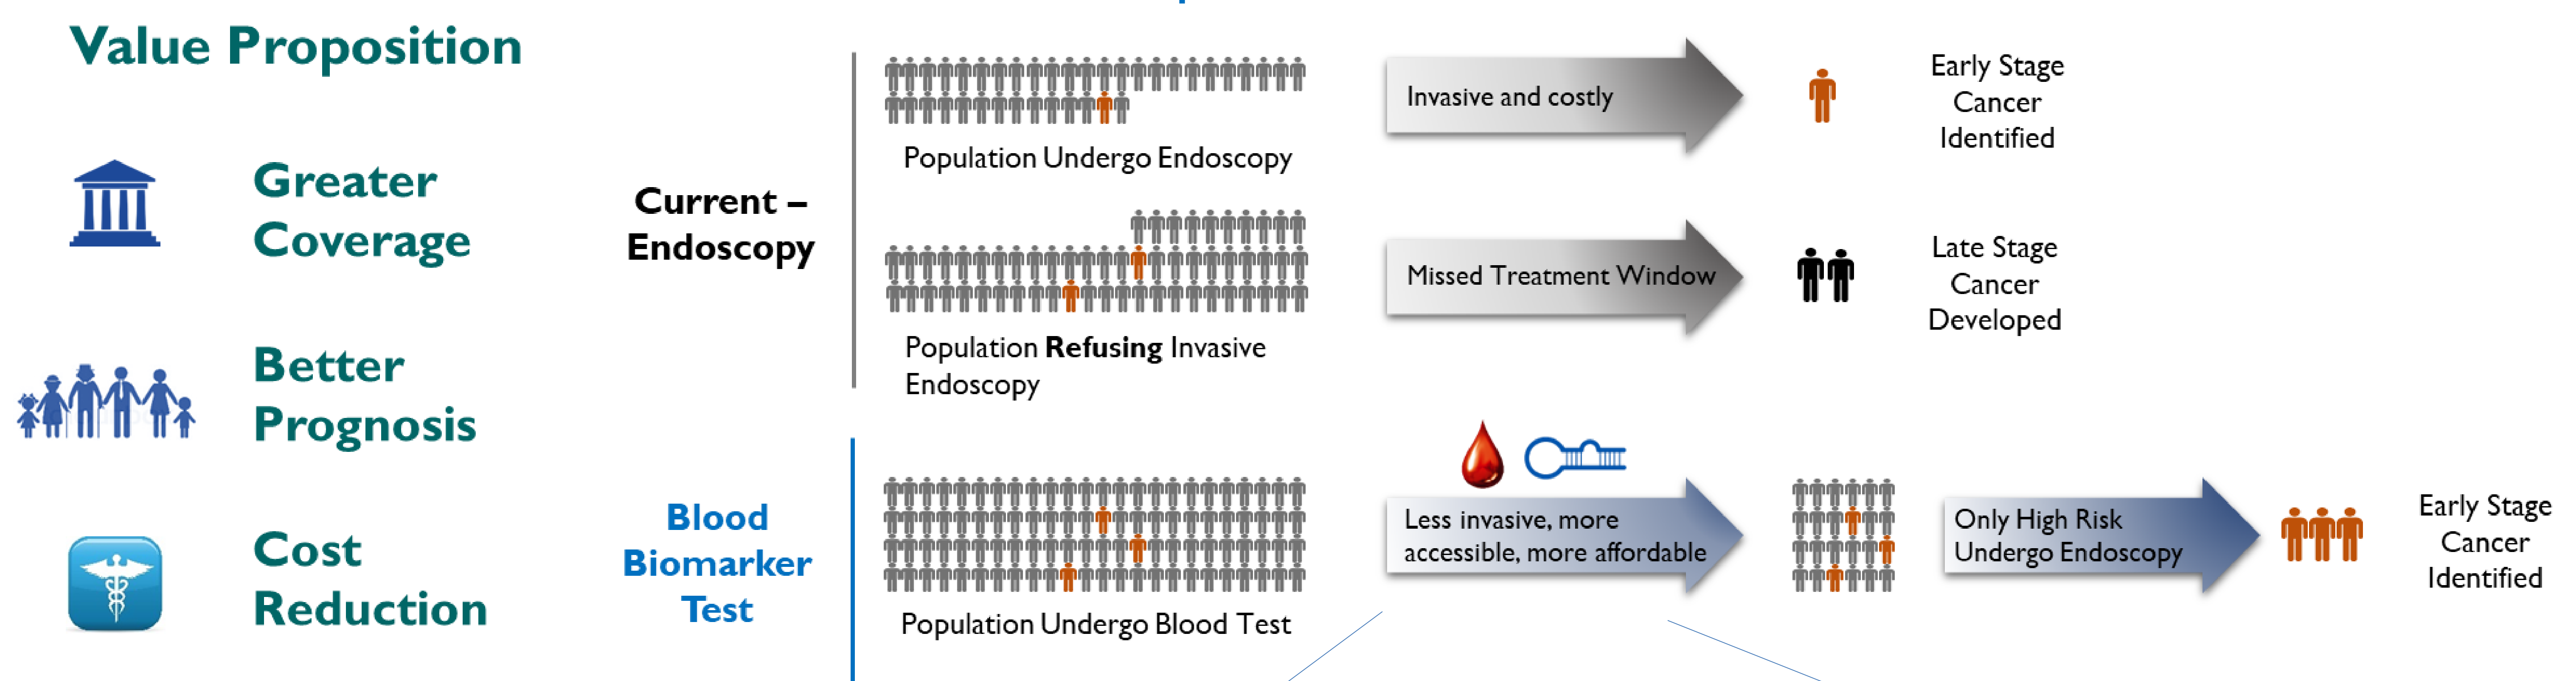 Value Proposition
Greater
Coverage
Better
Prognosis
Cost
Reduction
Current –
Endoscopy
Population Undergo Endoscopy
Invasive and costly
Early Stage
Cancer
Identified
Population Refusing Invasive
Endoscopy
Missed Treatment Window
Late Stage
Cancer
Developed
Blood
Biomarker
Test
Population Undergo Blood Test
Less invasive, more
accessible, more affordable
Only High Risk
Undergo Endoscopy
Early Stage
Cancer
Identified